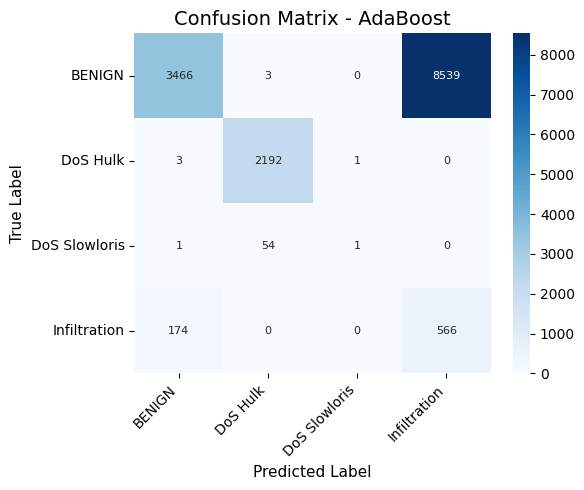 Confusion Matrix - AdaBoost
BENIGN 3466 3 0 8539
DoS Hulk 3 2192 1 0
DoS Slowloris 1 54 1 0
Infiltration 174 0 0 566
BENIGN DoS Hulk DoS Slowloris Infiltration
Predicted Label
True Label
8000
7000
6000
5000
4000
3000
2000
1000
0